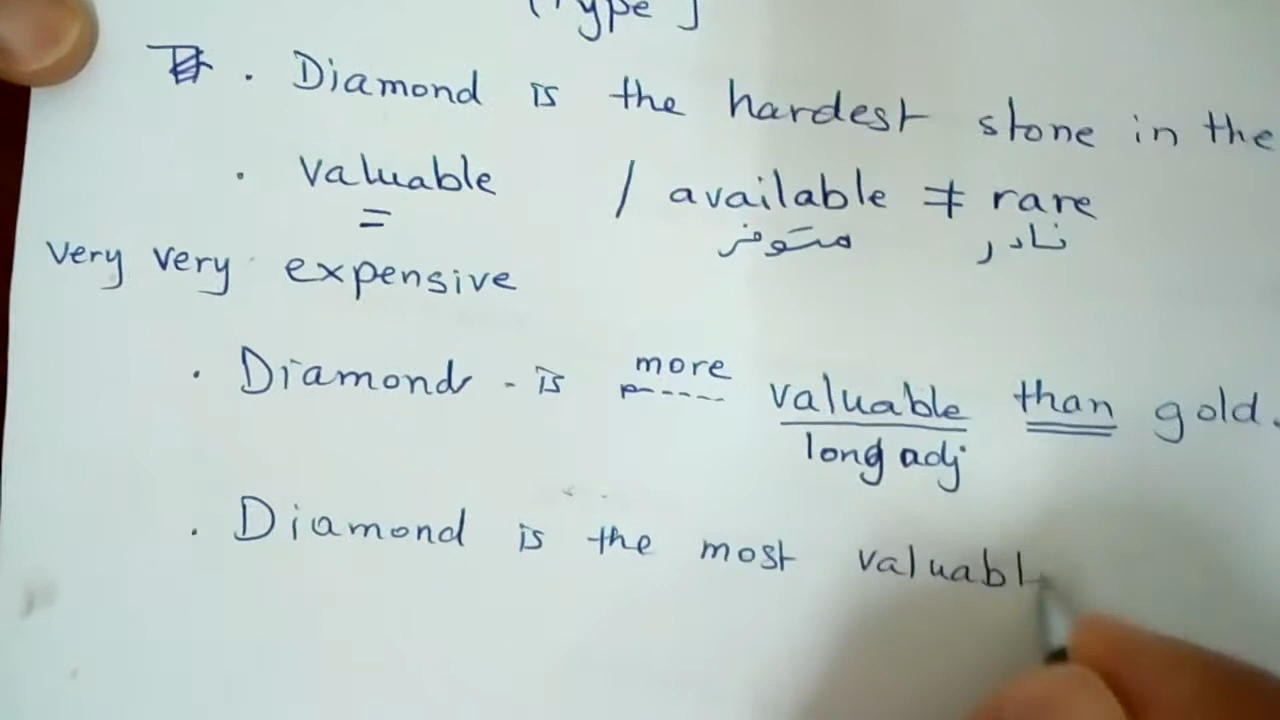 (Type]
. Diamond is the hardest stone in the
. valuable / available ≠ rare
=
متوفر نادر
very very expensive
. Diamond - is more valuable than gold.
long adj
. Diamond is the most valuabl